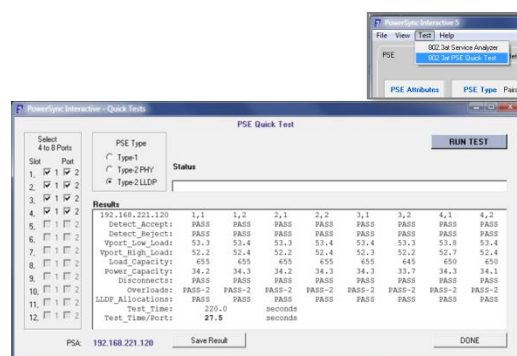 PowerSync Interactive 5
File View Test Help
802.3at Service Analyzer
PSE
802.3at PSE Quick Test
PSE Attributes PSE Type Pairs
PowerSync Interactive - Quick Tests
PSE Quick Test
Select
4 to 8 Ports
Slot Port
1. 1 2
2. 1 2
3. 1 2
4. 1 2
5. 1 2
6. 1 2
7. 1 2
8. 1 2
9. 1 2
10. 1 2
11. 1 2
12. 1 2
PSE Type
Type-1
Type-2 PHY
Type-2 LLDP
RUN TEST
Status
Results
192.168.221.120 1,1 1,2 2,1 2,2 3,1 3,2 4,1 4,2
Detect_Accept: PASS PASS PASS PASS PASS PASS PASS PASS
Detect_Reject: PASS PASS PASS PASS PASS PASS PASS PASS
Vport_Low_Load: 53.3 53.4 53.3 53.4 53.4 53.3 53.8 53.4
Vport_High_Load: 52.2 52.4 52.2 52.4 52.3 52.2 52.7 52.4
Load_Capacity: 655 655 655 655 655 645 650 650
Power_Capacity: 34.2 34.3 34.2 34.3 34.3 33.7 34.3 34.1
Disconnects: PASS PASS PASS PASS PASS PASS PASS PASS
Overloads: PASS-2 PASS-2 PASS-2 PASS-2 PASS-2 PASS-2 PASS-2 PASS-2
LLDP_Allocations: PASS PASS PASS PASS PASS PASS PASS PASS
Test_Time: 220.0 seconds
Test_Time/Port: 27.5 seconds
PSA: 192.168.221.120
Save Result
DONE